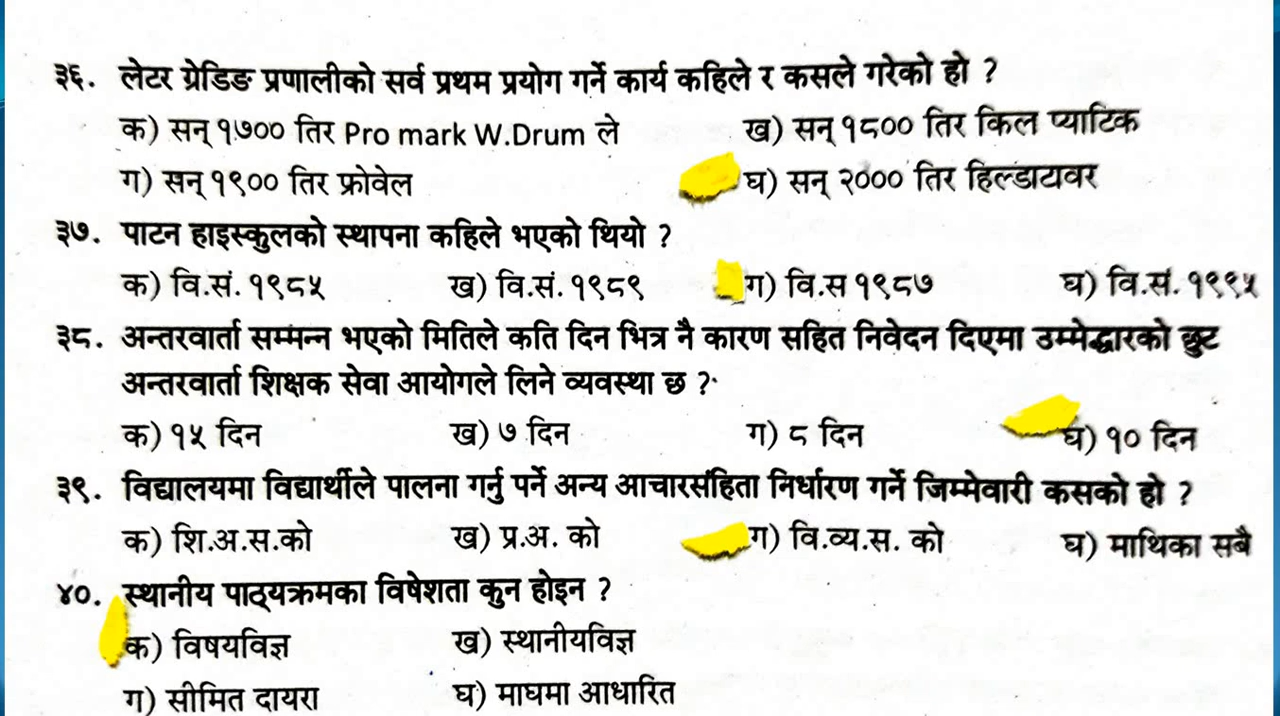 ३६. लेटर ग्रेडिङ प्रणालीको सर्व प्रथम प्रयोग गर्ने कार्य कहिले र कसले गरेको हो ?
क) सन् १७०० तिर Pro mark W.Drum ले ख) सन् १८०० तिर किल प्याटिक
ग) सन् १९०० तिर फ्रोवेल घ) सन् २००० तिर हिल्डाटावर
३७. पाटन हाइस्कुलको स्थापना कहिले भएको थियो ?
क) वि.सं. १९८५ ख) वि.सं. १९८९ ग) वि.स १९८७ घ) वि.सं. १९९५
३८. अन्तरवार्ता सम्मन्न भएको मितिले कति दिन भित्र नै कारण सहित निवेदन दिएमा उम्मेद्धारको छुट
अन्तरवार्ता शिक्षक सेवा आयोगले लिने व्यवस्था छ ?
क) १५ दिन ख) ७ दिन ग) ८ दिन घ) १० दिन
३९. विद्यालयमा विद्यार्थीले पालना गर्नु पर्ने अन्य आचारसंहिता निर्धारण गर्ने जिम्मेवारी कसको हो ?
क) शि.अ.स.को ख) प्र.अ. को ग) वि.व्य.स. को घ) माथिका सबै
४०. स्थानीय पाठ्यक्रमका विषेशता कुन होइन ?
क) विषयविज्ञ ख) स्थानीयविज्ञ
ग) सीमित दायरा घ) माघमा आधारित